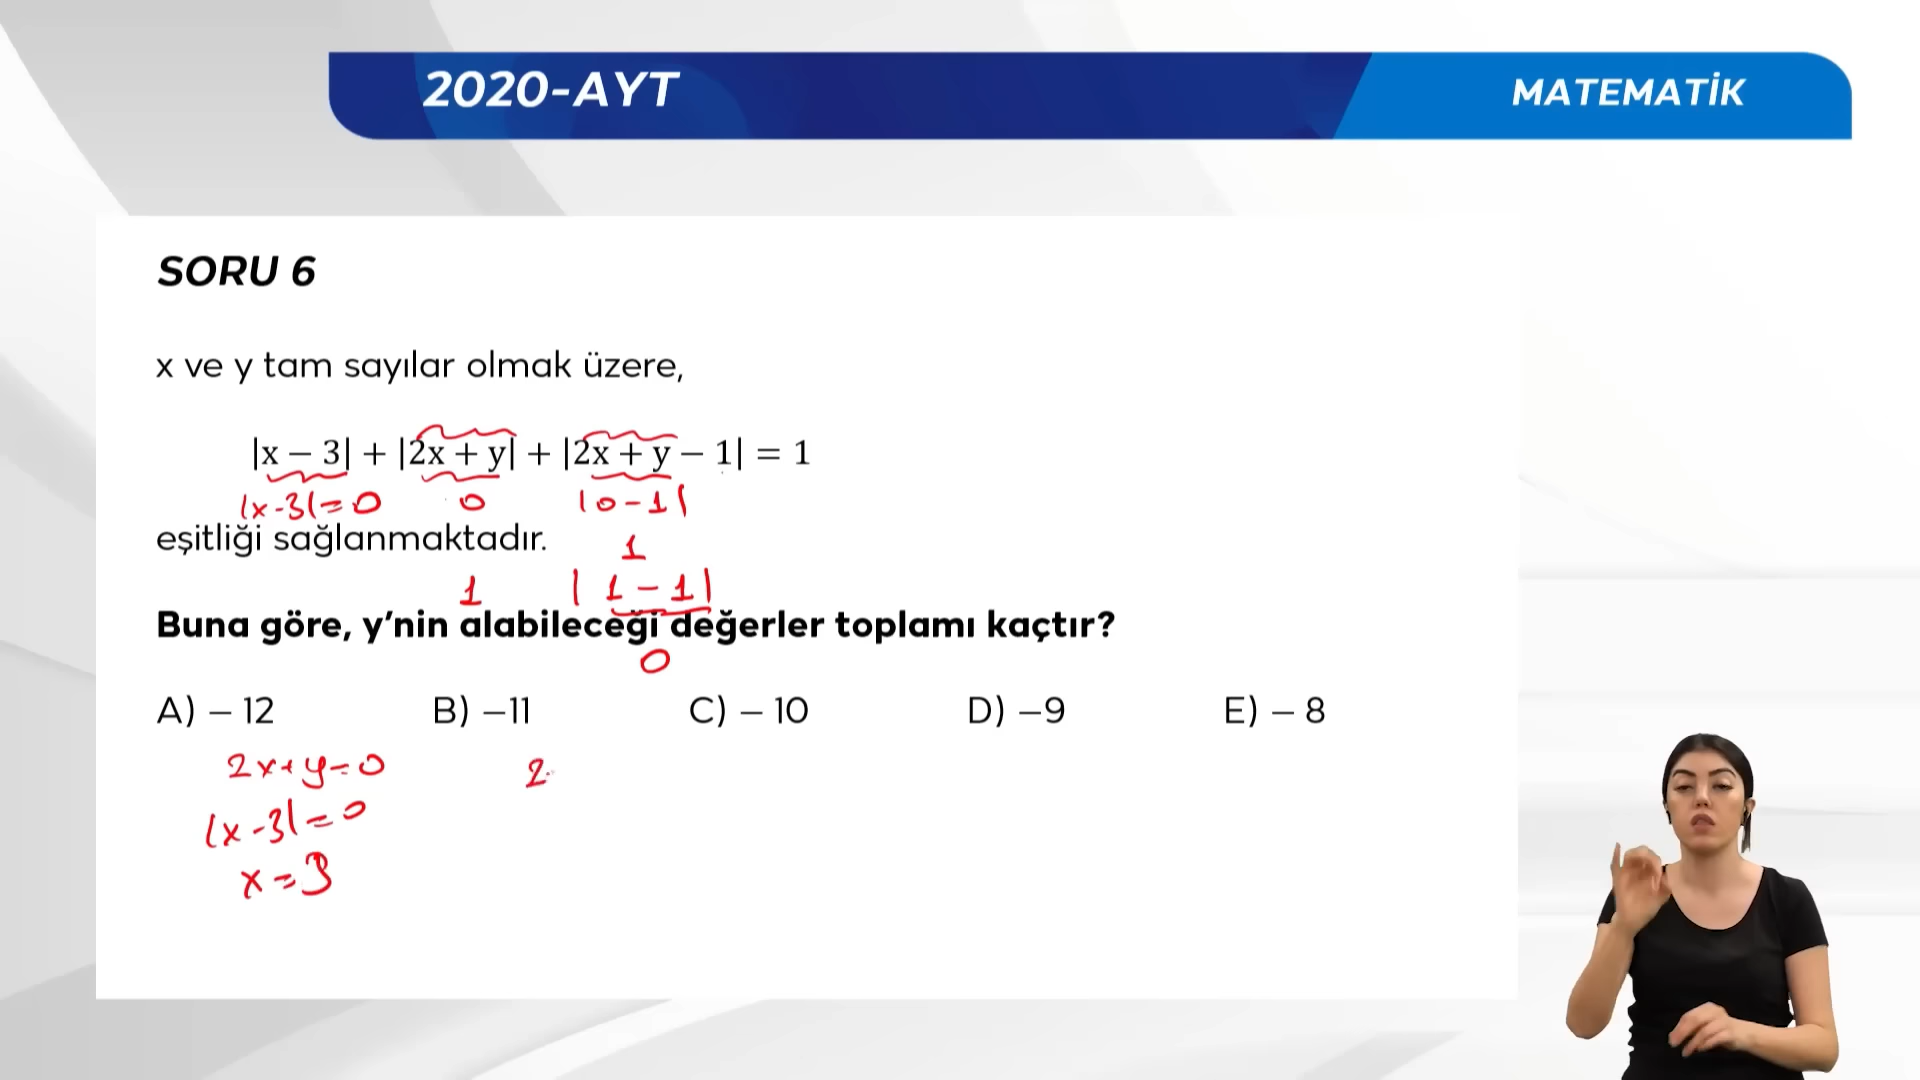 2020-AYT
MATEMATİK
SORU 6
x ve y tam sayılar olmak üzere,
|x − 3| + |2x + y| + |2x + y − 1| = 1
|x-3|=0 0 |0-1|
eşitliği sağlanmaktadır.
1
1 |1-1|
Buna göre, y’nin alabileceği değerler toplamı kaçtır?
0
A) – 12 B) –11 C) – 10 D) –9 E) – 8
2x+y=0 2
|x-3|=0
x=3